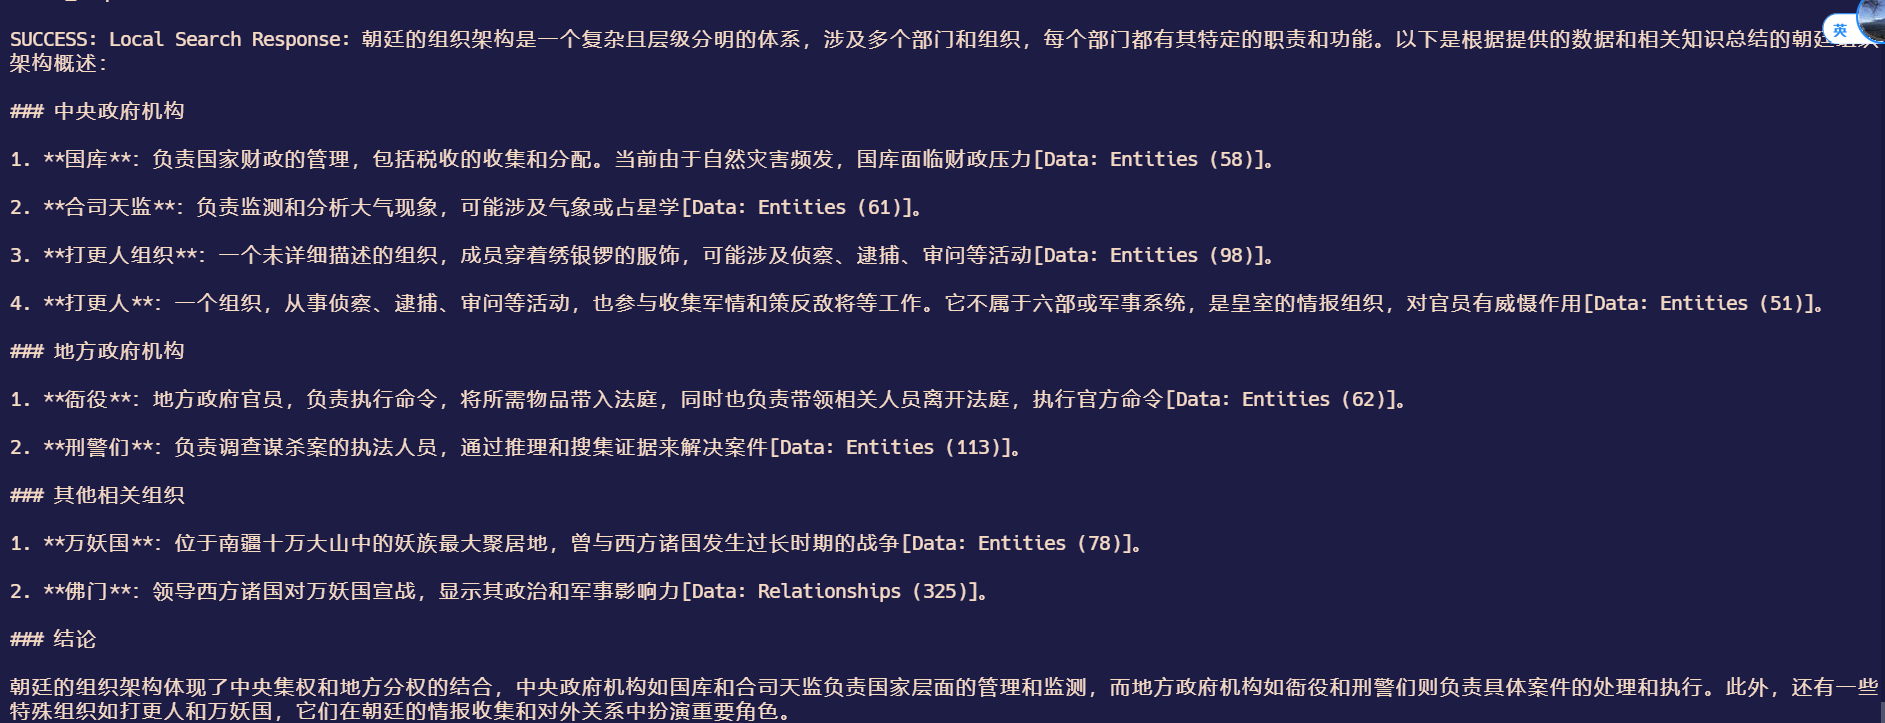 SUCCESS: Local Search Response: 朝廷的组织架构是一个复杂且层级分明的体系，涉及多个部门和组织，每个部门都有其特定的职责和功能。以下是根据提供的数据和相关知识总结的朝廷组织
英
架构概述：
### 中央政府机构
1. **国库**：负责国家财政的管理，包括税收的收集和分配。当前由于自然灾害频发，国库面临财政压力[Data: Entities (58)]。
2. **合司天监**：负责监测和分析大气现象，可能涉及气象或占星学[Data: Entities (61)]。
3. **打更人组织**：一个未详细描述的组织，成员穿着绣银锣的服饰，可能涉及侦察、逮捕、审问等活动[Data: Entities (98)]。
4. **打更人**：一个组织，从事侦察、逮捕、审问等活动，也参与收集军情和策反敌将等工作。它不属于六部或军事系统，是皇室的情报组织，对官员有威慑作用[Data: Entities (51)]。
### 地方政府机构
1. **衙役**：地方政府官员，负责执行命令，将所需物品带入法庭，同时也负责带领相关人员离开法庭，执行官方命令[Data: Entities (62)]。
2. **刑警们**：负责调查谋杀案的执法人员，通过推理和搜集证据来解决案件[Data: Entities (113)]。
### 其他相关组织
1. **万妖国**：位于南疆十万大山中的妖族最大聚居地，曾与西方诸国发生过长时期的战争[Data: Entities (78)]。
2. **佛门**：领导西方诸国对万妖国宣战，显示其政治和军事影响力[Data: Relationships (325)]。
### 结论
朝廷的组织架构体现了中央集权和地方分权的结合，中央政府机构如国库和合司天监负责国家层面的管理和监测，而地方政府机构如衙役和刑警们则负责具体案件的处理和执行。此外，还有一些
特殊组织如打更人和万妖国，它们在朝廷的情报收集和对外关系中扮演重要角色。